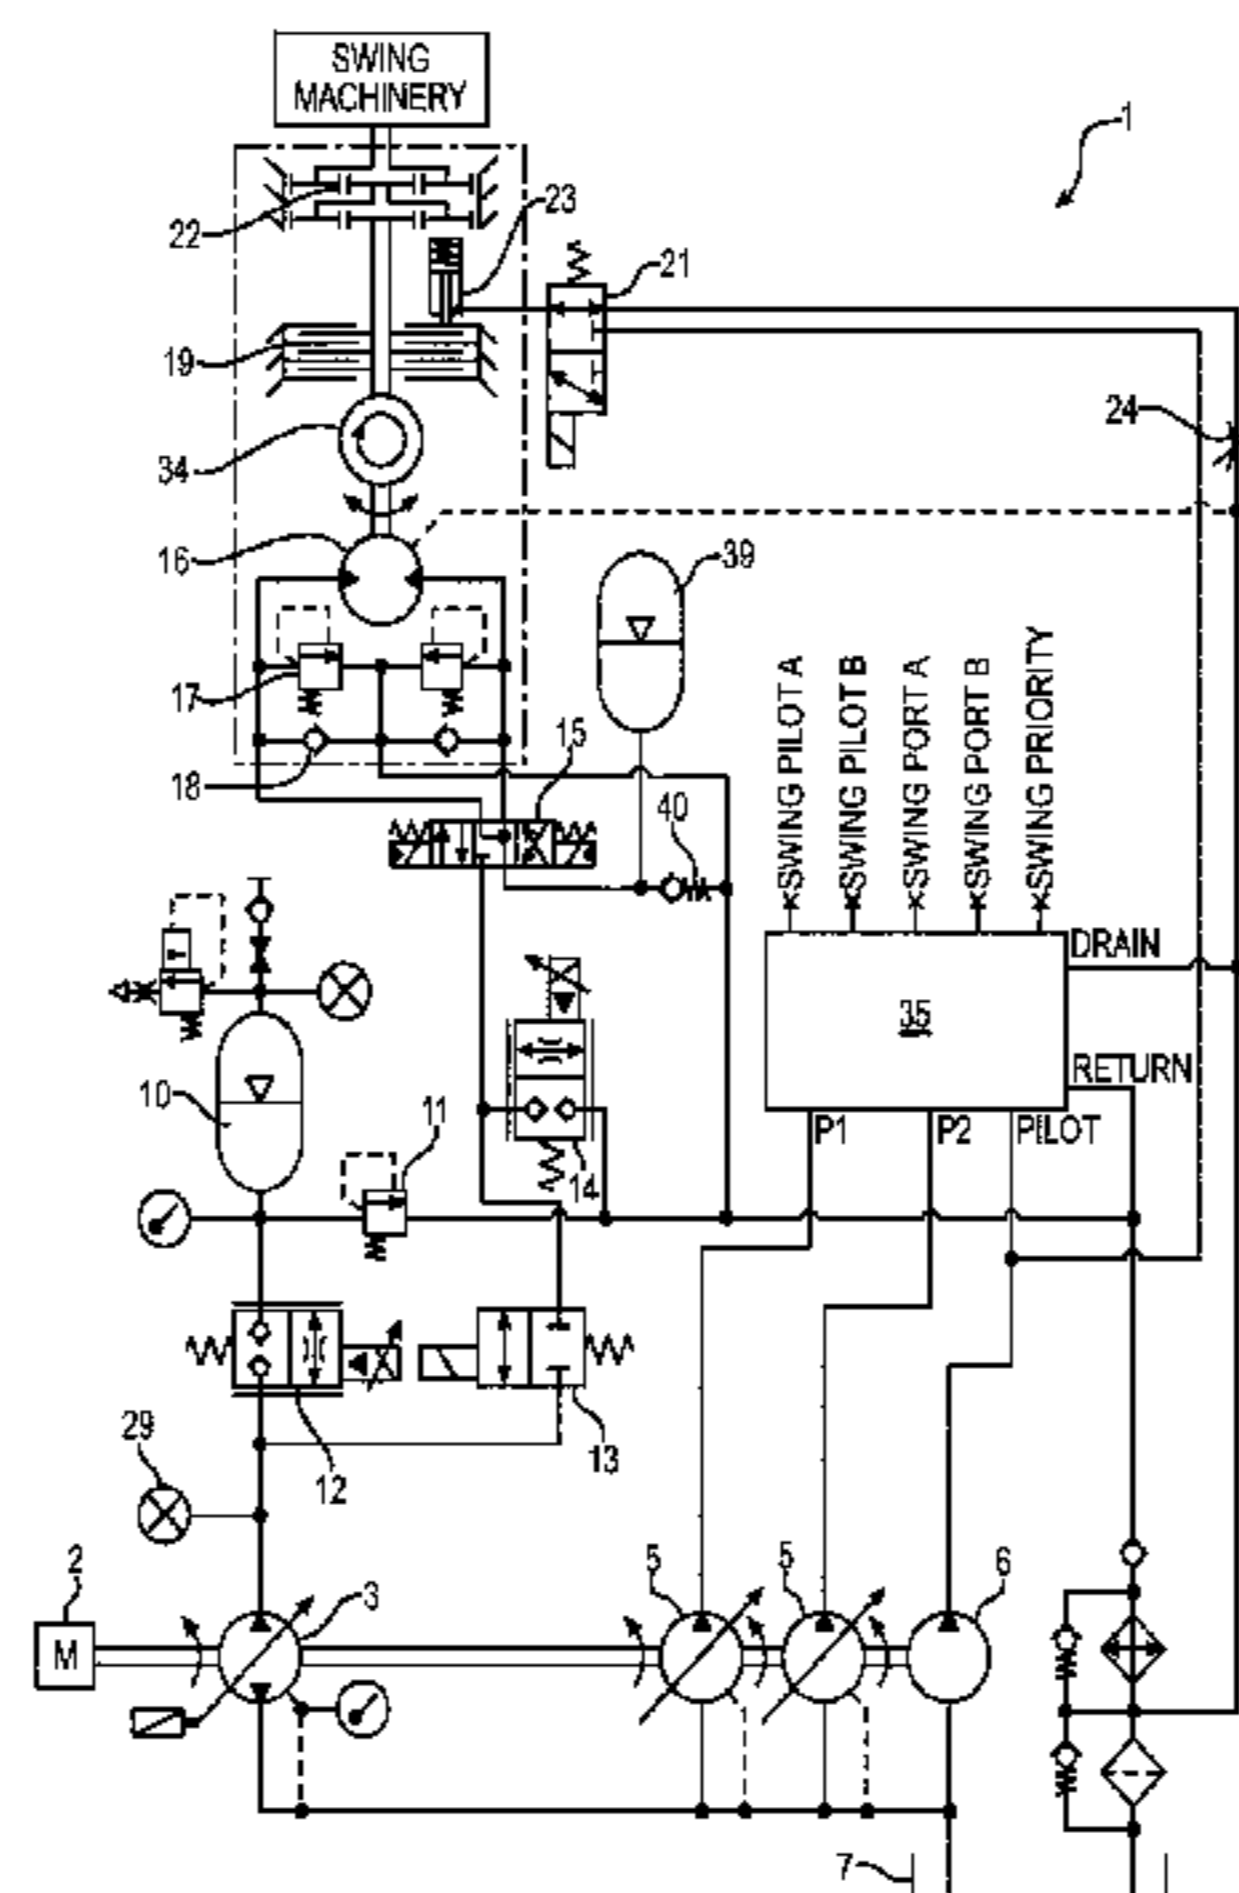 SWING
MACHINERY
1
23
22
21
19
24
34
16
39
17
15
18
40
SWING PILOT A
SWING PILOT B
SWING PORT A
SWING PORT B
SWING PRIORITY
DRAIN
35
RETURN
10
11
P1
P2
PILOT
14
29
13
12
2
3
5
5
6
M
7